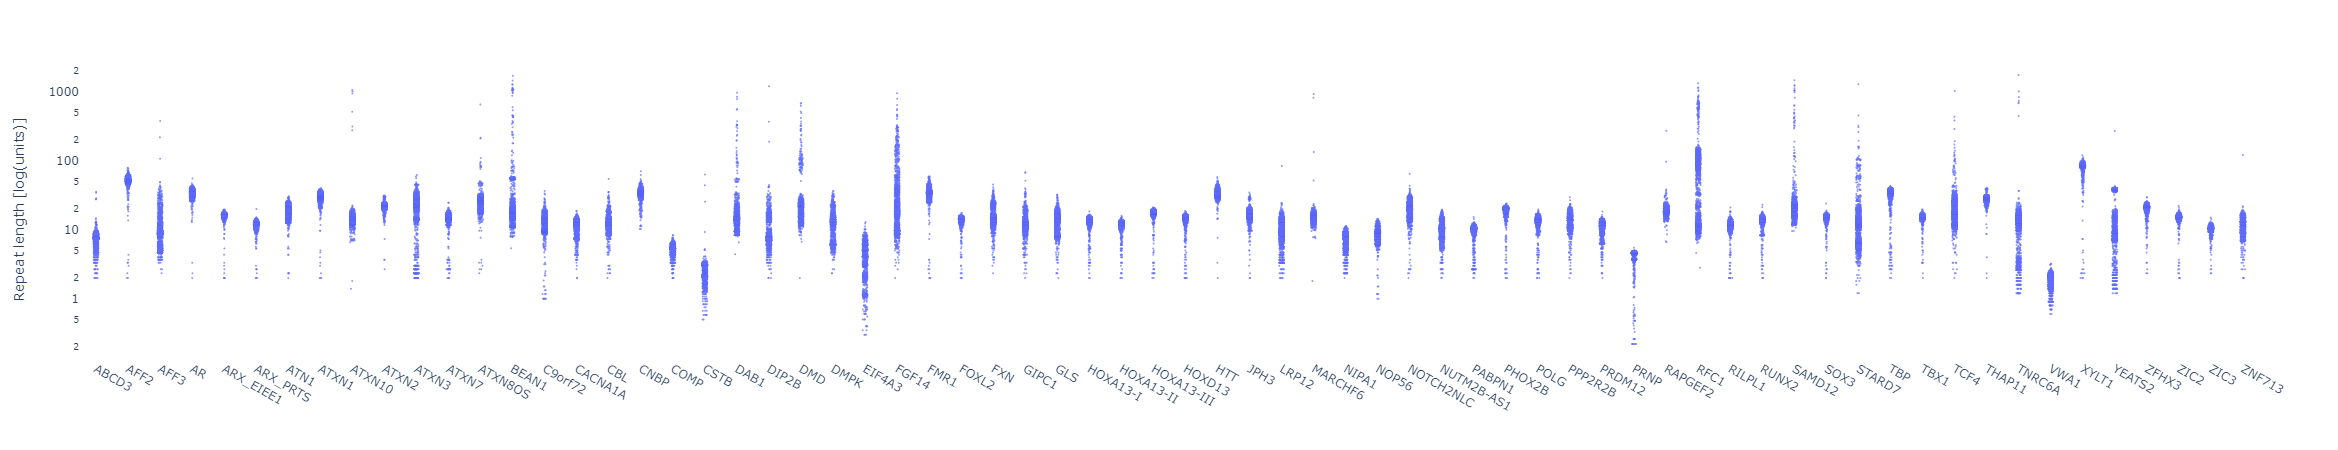 Repeat length [log(units)]
2
1000
5
2
100
5
2
10
5
2
1
5
2
ABCD3
AFF2
AFF3
AR
ARX_EIEE1
ARX_PRTS
ATN1
ATXN1
ATXN10
ATXN2
ATXN3
ATXN7
ATXN8OS
BEAN1
C9orf72
CACNA1A
CBL
CNBP
COMP
CSTB
DAB1
DIP2B
DMD
DMPK
EIF4A3
FGF14
FMR1
FOXL2
FXN
GIPC1
GLS
HOXA13-I
HOXA13-II
HOXA13-III
HOXD13
HTT
JPH3
LRP12
MARCHF6
NIPA1
NOP56
NOTCH2NLC
NUTM2B-AS1
PABPN1
PHOX2B
POLG
PPP2R2B
PRDM12
PRNP
RAPGEF2
RFC1
RILPL1
RUNX2
SAMD12
SOX3
STARD7
TBP
TBX1
TCF4
THAP11
TNRC6A
VWA1
XYLT1
YEATS2
ZFHX3
ZIC2
ZIC3
ZNF713